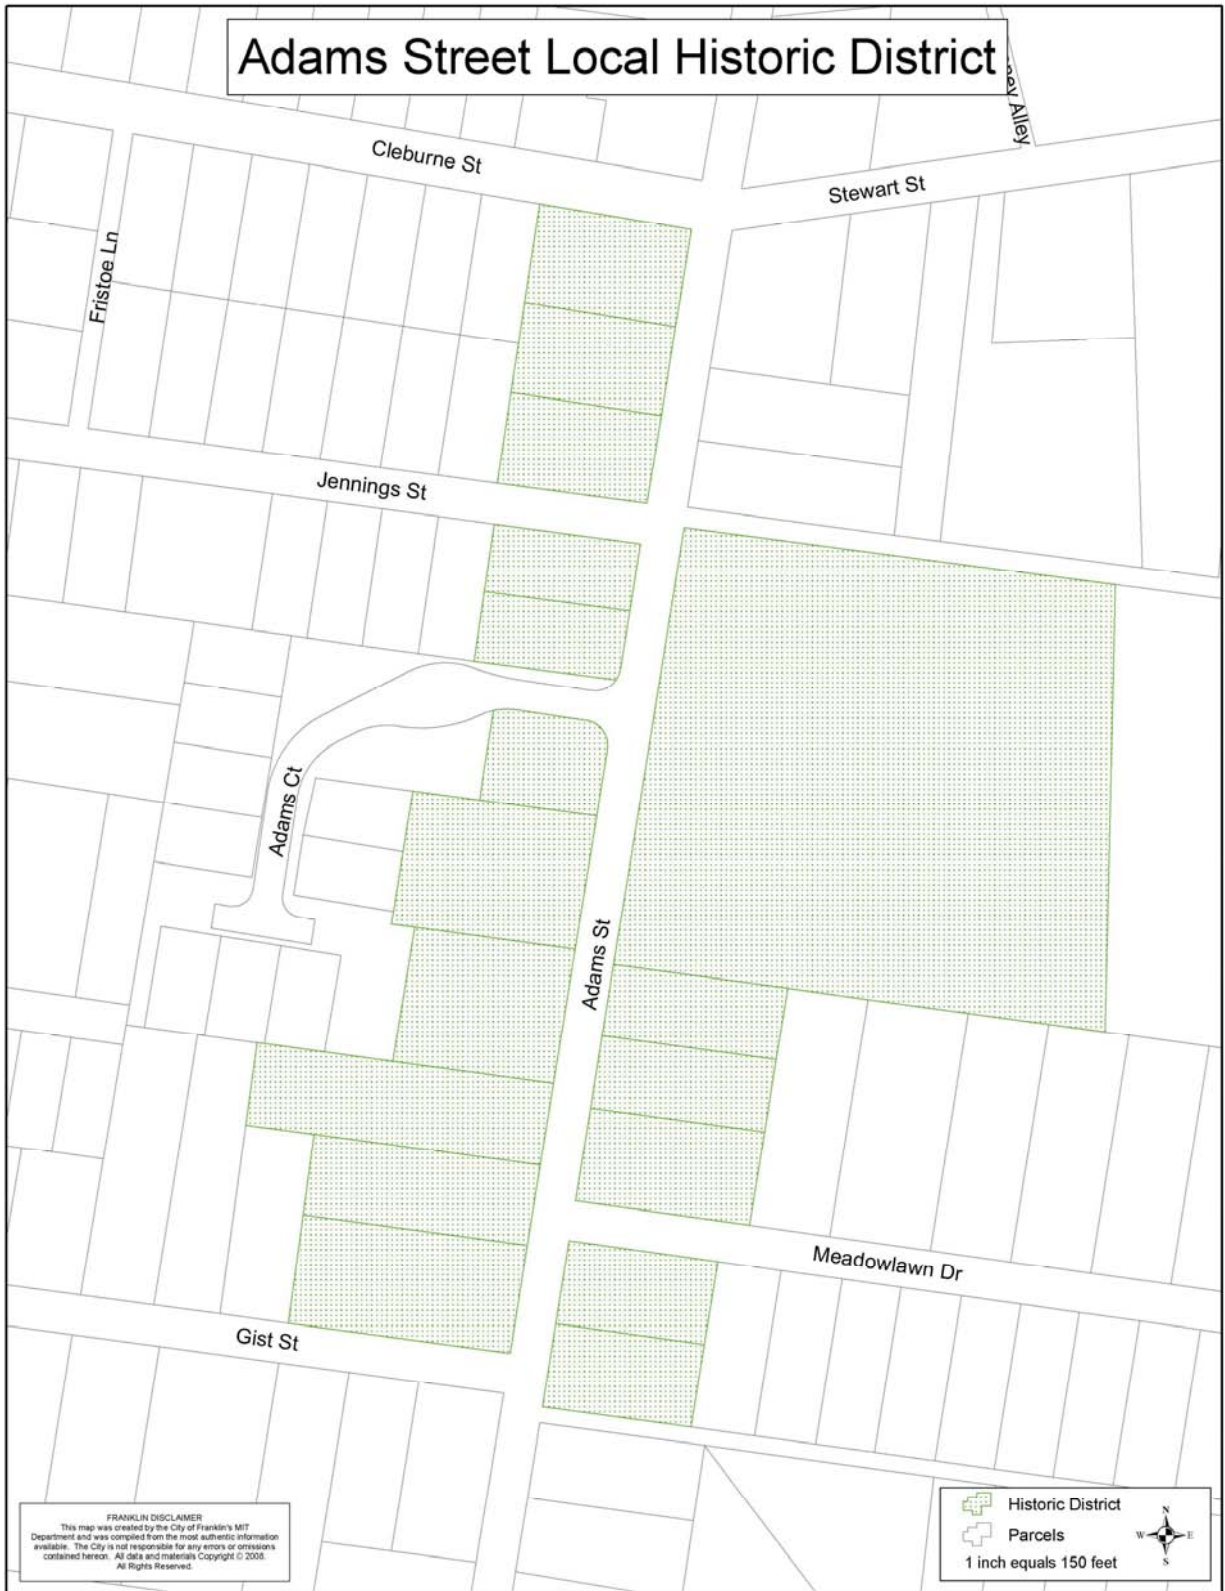 Adams Street Local Historic District
Alley
Cleburne St
Stewart St
Fristoe Ln
Jennings St
Adams Ct
Adams St
Meadowlawn Dr
Gist St
FRANKLIN DISCLAIMER
This map was created by the City of Franklin's MIT
Department and was compiled from the most authentic information
available. The City is not responsible for any errors or omissions
contained hereon. All data and materials Copyright © 2008.
All Rights Reserved.
Historic District
Parcels
1 inch equals 150 feet
N
W E
S